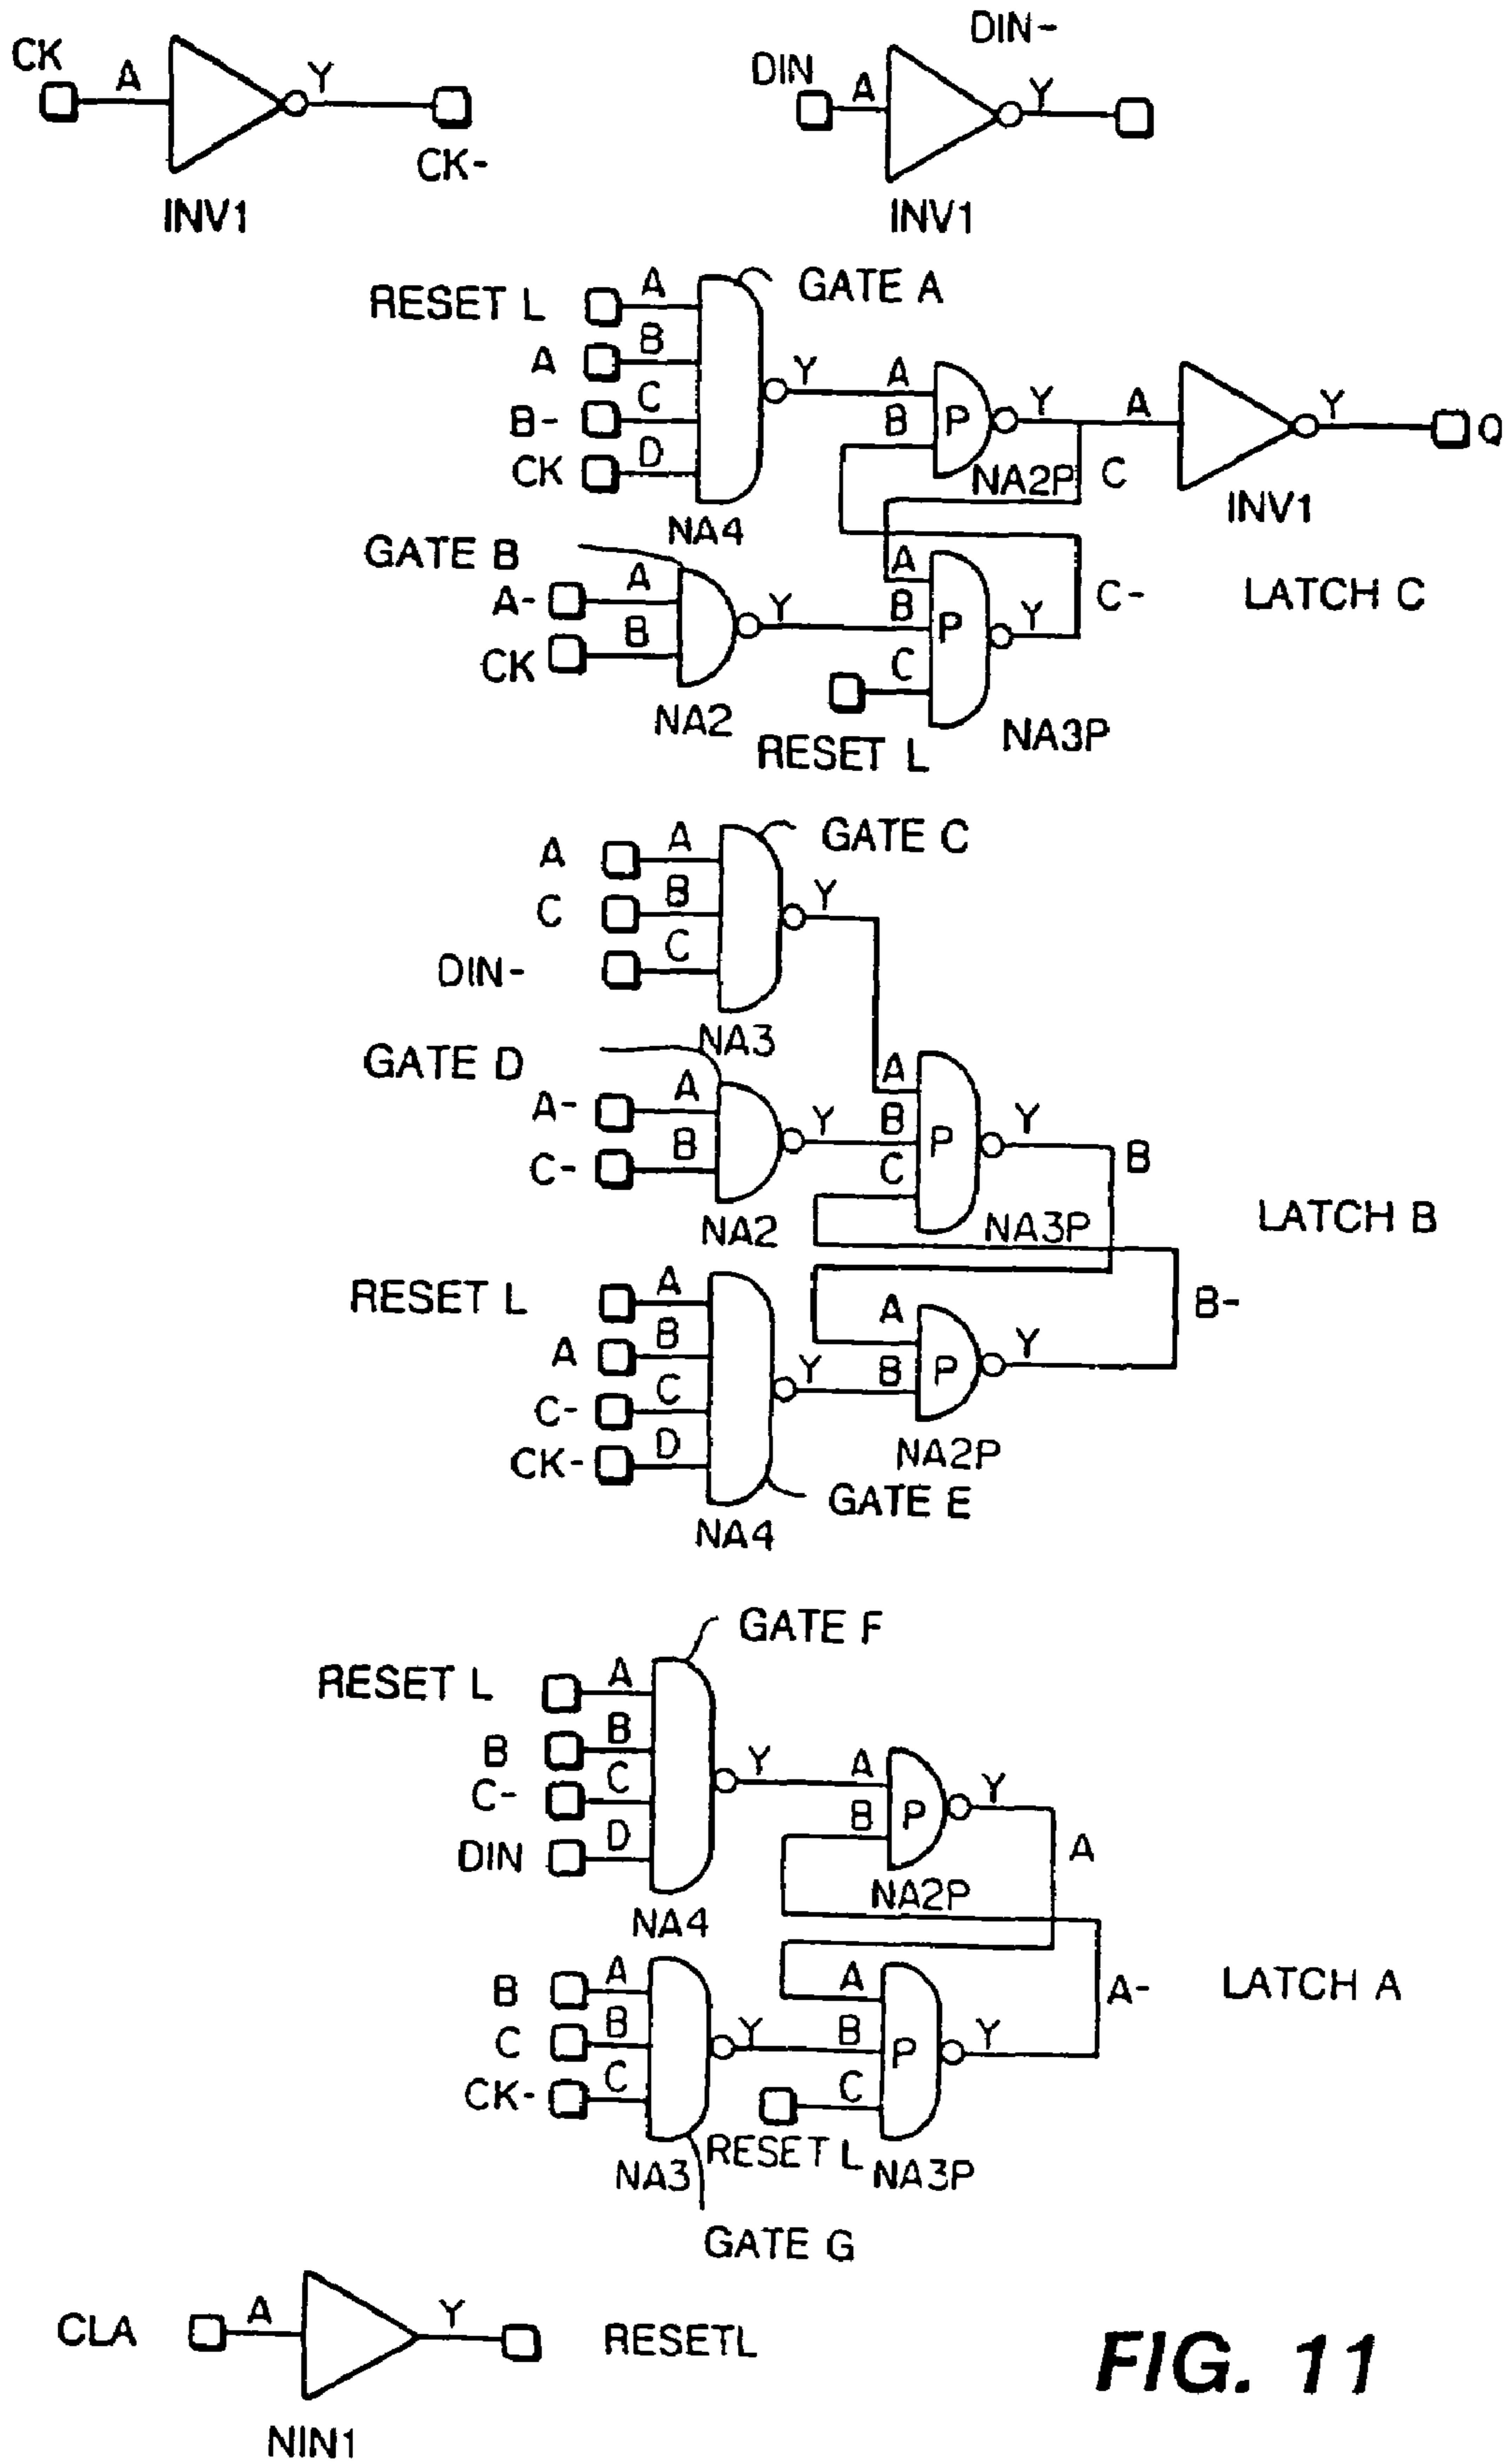 CK A Y CK-
INV1
DIN A DIN- Y
INV1
RESET L A GATE A
A B
B- C Y A Y A Y Q
CK D B P
NA4 NA2P C INV1
GATE B
A- A Y A
CK B B P Y C- LATCH C
NA2 C
RESET L NA3P
A A GATE C
C B Y
DIN- C
NA3
GATE D
A- A Y A
C- B B P Y B
C
NA2 NA3P LATCH B
RESET L A
A B A B-
C- C Y B P Y
CK- D NA2P
NA4 GATE E
GATE F
RESET L A
B B Y A Y
C- C B P A
DIN D NA2P
NA4
B A A A- LATCH A
C B Y B P Y
CK- C C
NA3 RESET L NA3P
GATE G
CLA A Y RESETL
NIN1
FIG. 11